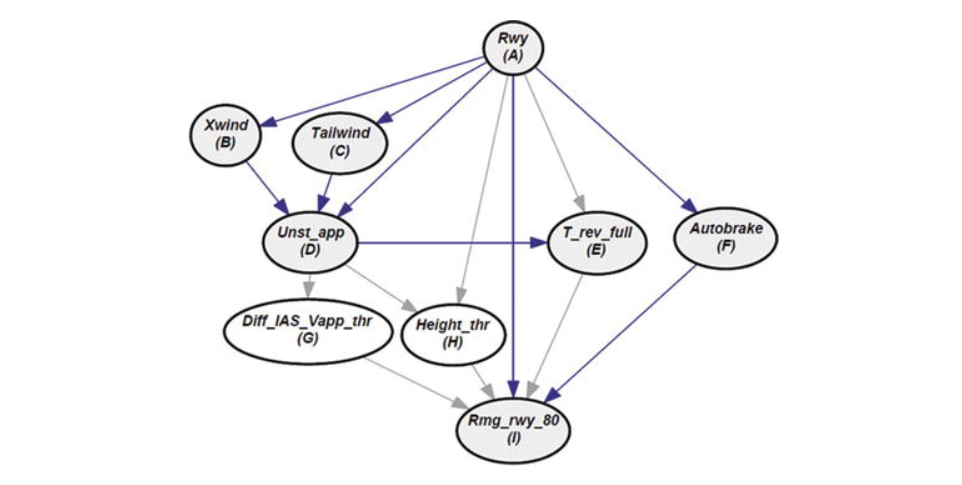 Rwy
(A)
Xwind
(B)
Tailwind
(C)
Unst_app
(D)
T_rev_full
(E)
Autobrake
(F)
Diff_IAS_Vapp_thr
(G)
Height_thr
(H)
Rmg_rwy_80
(I)